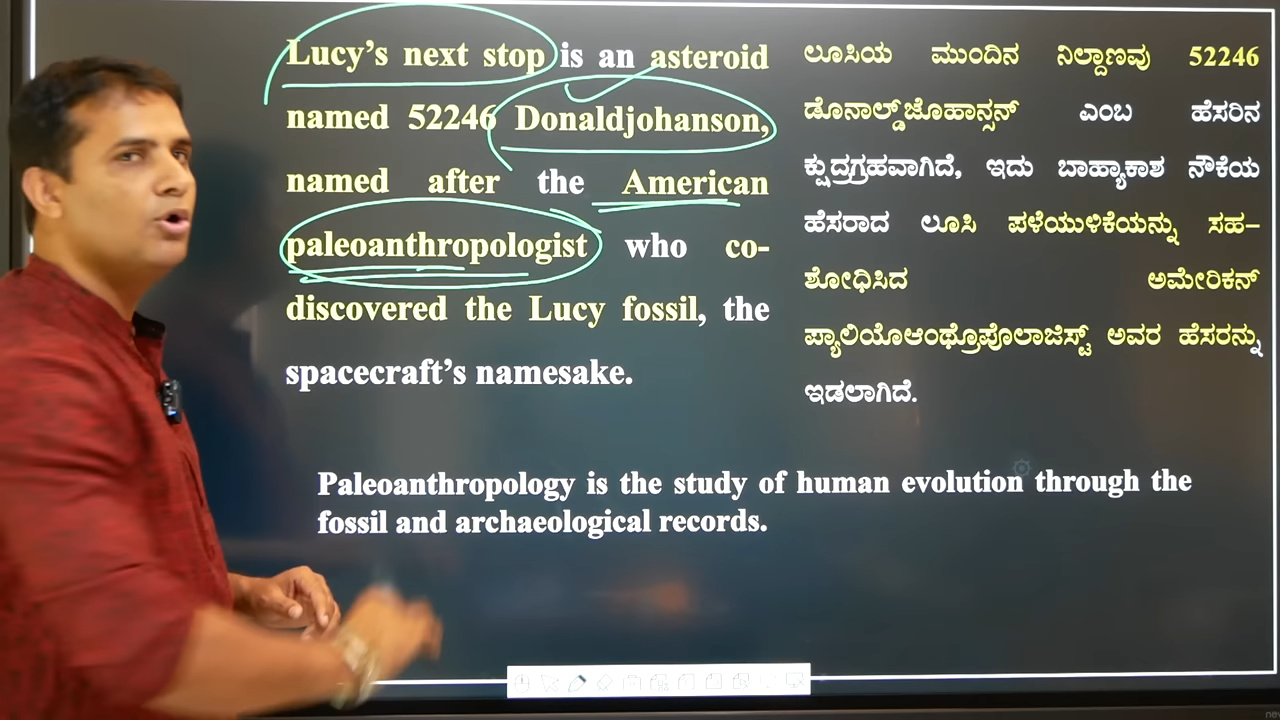 Lucy's next stop is an asteroid
named 52246 Donaldjohanson,
named after the American
paleoanthropologist who co-
discovered the Lucy fossil, the
spacecraft's namesake.
ಲೂಸಿಯ ಮುಂದಿನ ನಿಲ್ದಾಣವು 52246
ಡೊನಾಲ್ಡ್‌ಜೊಹಾನ್ಸನ್ ಎಂಬ ಹೆಸರಿನ
ಕ್ಷುದ್ರಗ್ರಹವಾಗಿದೆ, ಇದು ಬಾಹ್ಯಾಕಾಶ ನೌಕೆಯ
ಹೆಸರಾದ ಲೂಸಿ ಪಳೆಯುಳಿಕೆಯನ್ನು ಸಹ-
ಶೋಧಿಸಿದ ಅಮೇರಿಕನ್
ಪ್ಯಾಲಿಯೊಆಂಥ್ರೊಪೊಲಾಜಿಸ್ಟ್ ಅವರ ಹೆಸರನ್ನು
ಇಡಲಾಗಿದೆ.
Paleoanthropology is the study of human evolution through the
fossil and archaeological records.